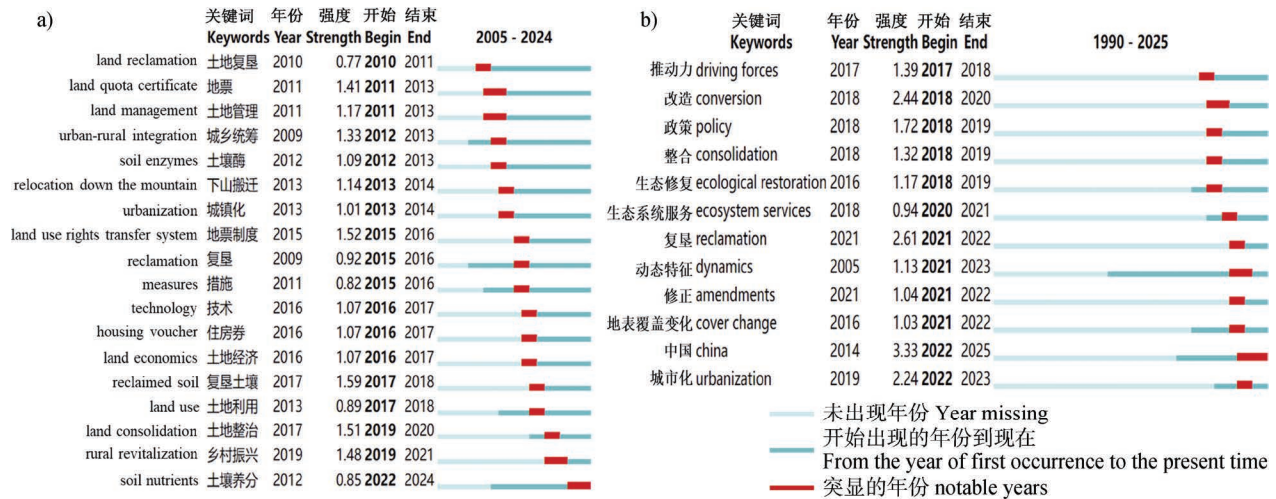 a)
关键词 年份 强度 开始 结束
Keywords Year Strength Begin End 2005 - 2024
land reclamation 土地复垦 2010 0.77 2010 2011
land quota certificate 地票 2011 1.41 2011 2013
land management 土地管理 2011 1.17 2011 2013
urban-rural integration 城乡统筹 2009 1.33 2012 2013
soil enzymes 土壤酶 2012 1.09 2012 2013
relocation down the mountain 下山搬迁 2013 1.14 2013 2014
urbanization 城镇化 2013 1.01 2013 2014
land use rights transfer system 地票制度 2015 1.52 2015 2016
reclamation 复垦 2009 0.92 2015 2016
measures 措施 2011 0.82 2015 2016
technology 技术 2016 1.07 2016 2017
housing voucher 住房券 2016 1.07 2016 2017
land economics 土地经济 2016 1.07 2016 2017
reclaimed soil 复垦土壤 2017 1.59 2017 2018
land use 土地利用 2013 0.89 2017 2018
land consolidation 土地整治 2017 1.51 2019 2020
rural revitalization 乡村振兴 2019 1.48 2019 2021
soil nutrients 土壤养分 2012 0.85 2022 2024
b)
关键词 年份 强度 开始 结束
Keywords Year Strength Begin End 1990 - 2025
推动力 driving forces 2017 1.39 2017 2018
改造 conversion 2018 2.44 2018 2020
政策 policy 2018 1.72 2018 2019
整合 consolidation 2018 1.32 2018 2019
生态修复 ecological restoration 2016 1.17 2018 2019
生态系统服务 ecosystem services 2018 0.94 2020 2021
复垦 reclamation 2021 2.61 2021 2022
动态特征 dynamics 2005 1.13 2021 2023
修正 amendments 2021 1.04 2021 2022
地表覆盖变化 cover change 2016 1.03 2021 2022
中国 china 2014 3.33 2022 2025
城市化 urbanization 2019 2.24 2022 2023
未出现年份 Year missing
开始出现的年份到现在
From the year of first occurrence to the present time
突显的年份 notable years